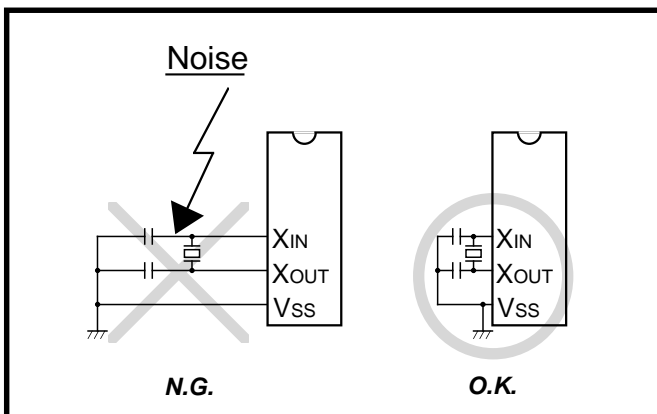 Noise
XIN
XOUT
VSS
N.G.
XIN
XOUT
VSS
O.K.